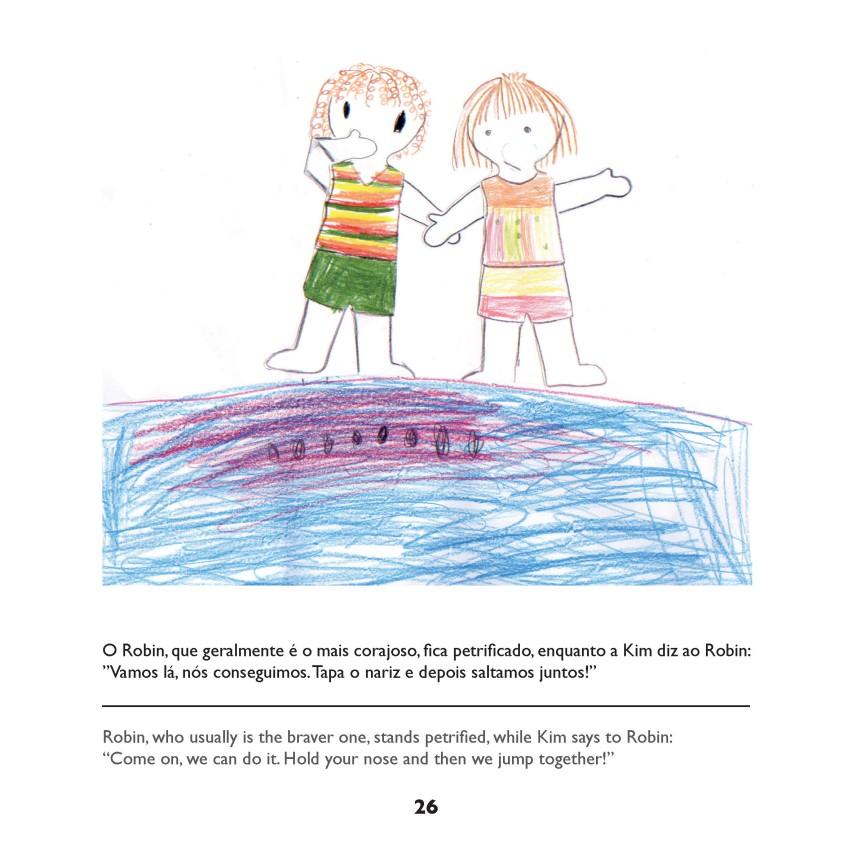 O Robin, que geralmente é o mais corajoso, fica petrificado, enquanto a Kim diz ao Robin:
”Vamos lá, nós conseguimos. Tapa o nariz e depois saltamos juntos!”
Robin, who usually is the braver one, stands petrified, while Kim says to Robin:
“Come on, we can do it. Hold your nose and then we jump together!”
26